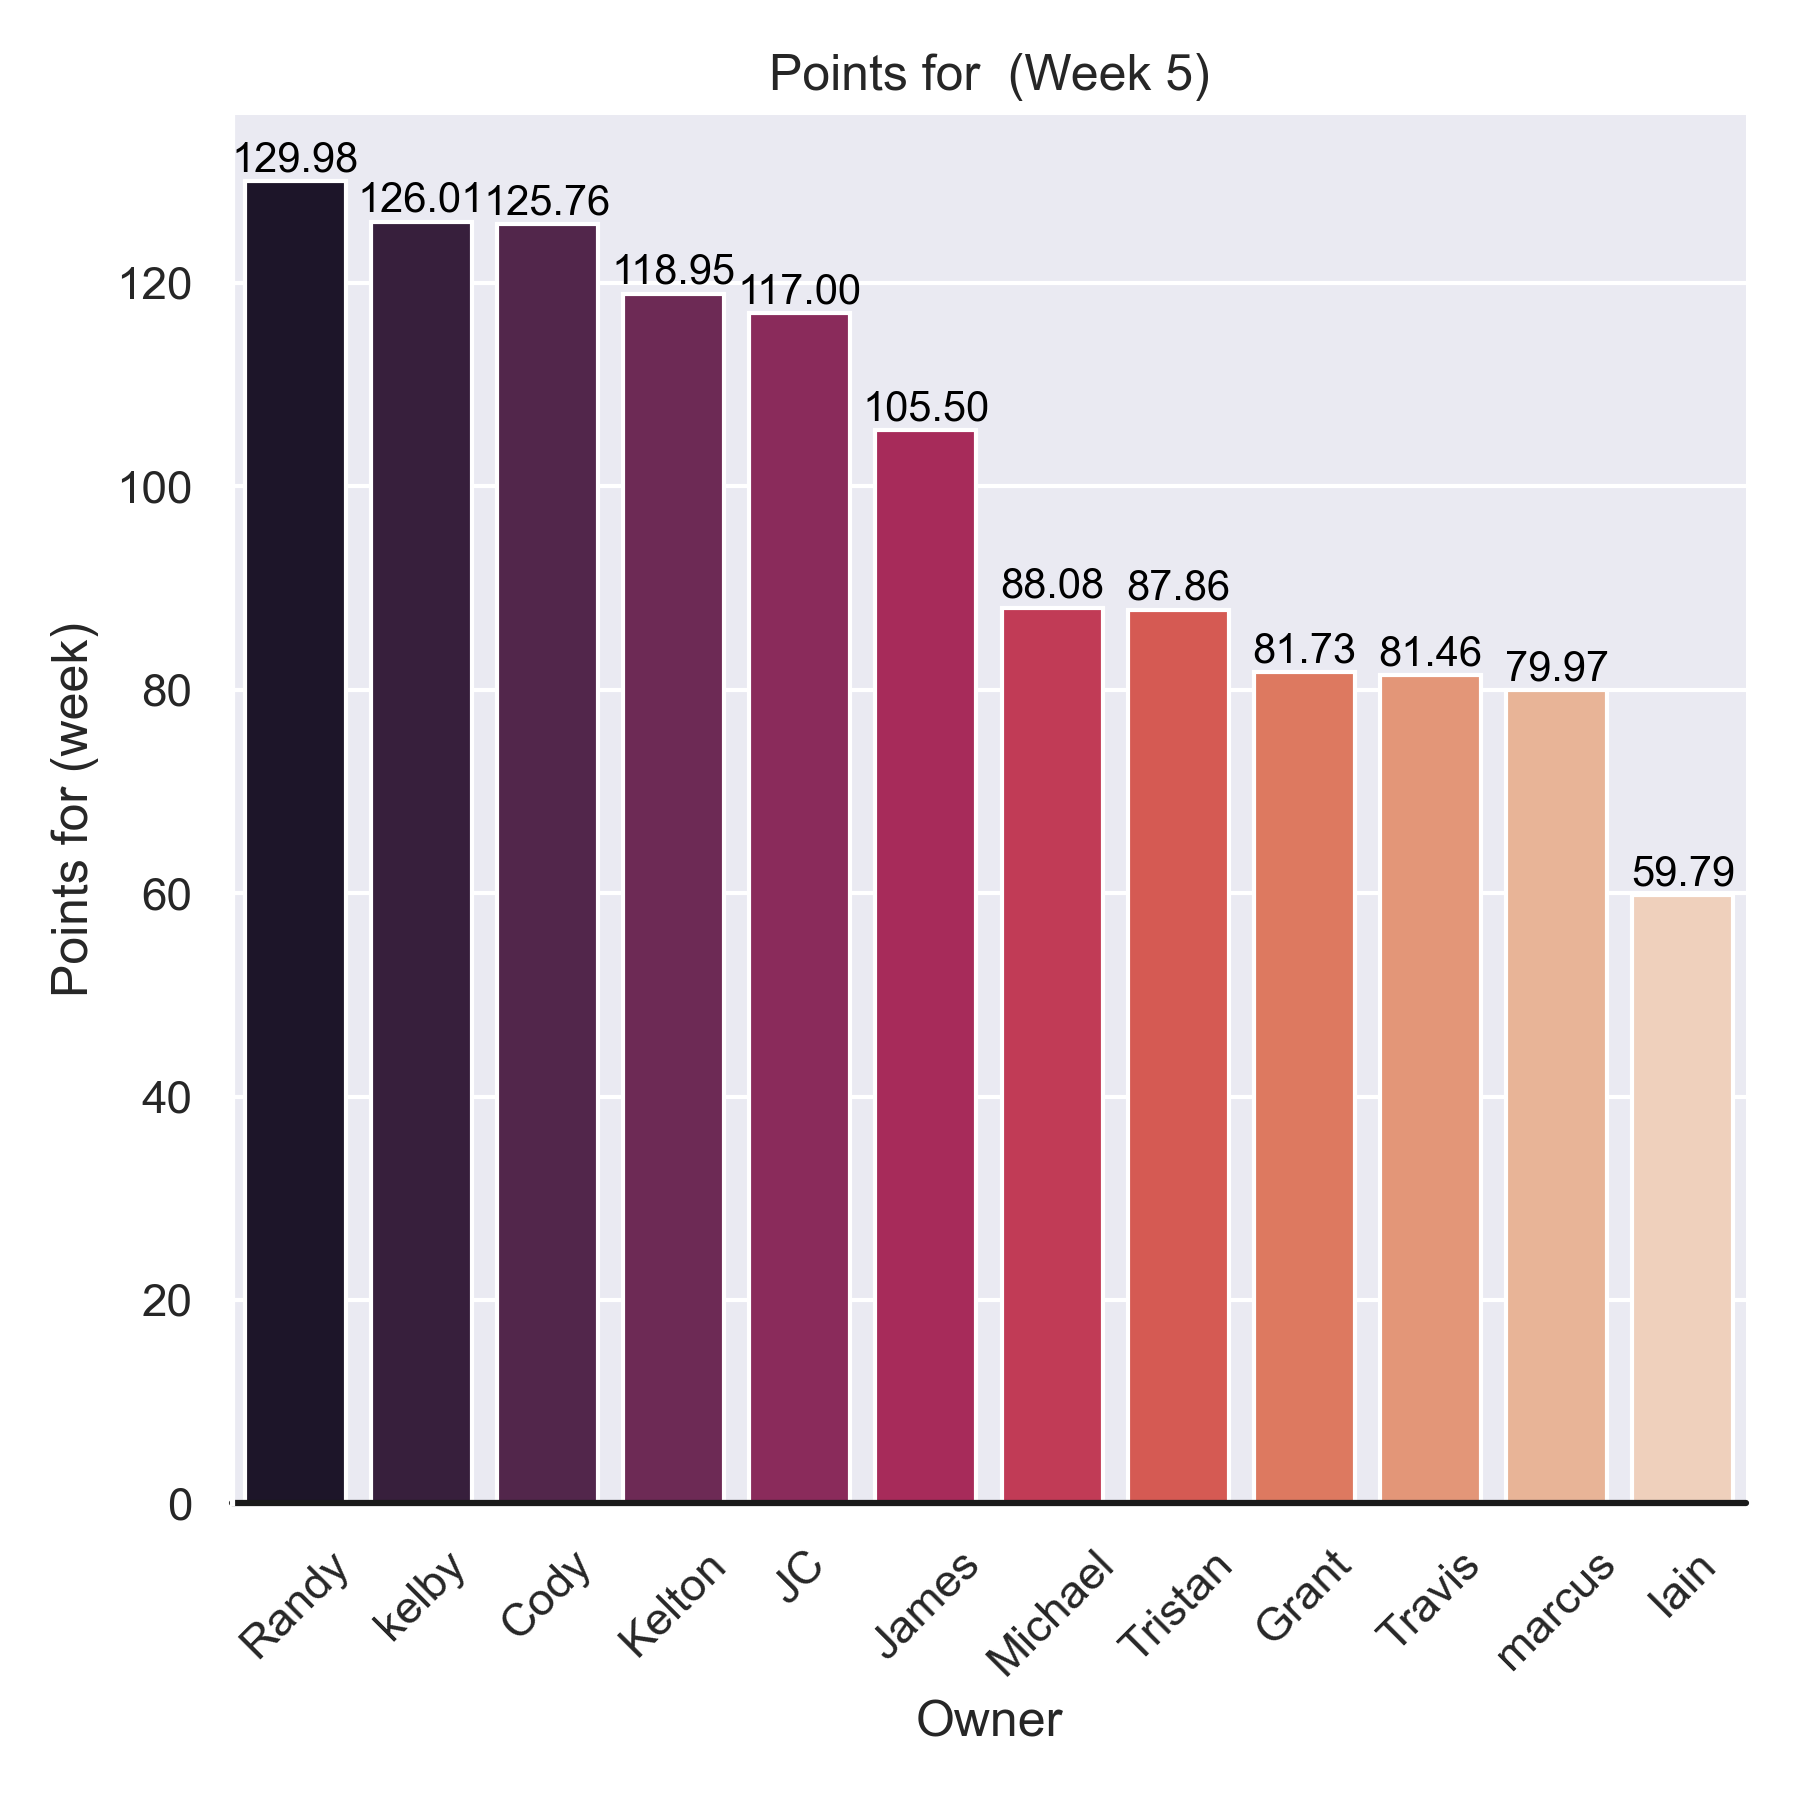 Points for  (Week 5)
129.98
126.01
125.76
118.95
117.00
105.50
88.08
87.86
81.73
81.46
79.97
59.79
120
100
80
60
40
20
0
Points for (week)
Randy
kelby
Cody
Kelton
JC
James
Michael
Tristan
Grant
Travis
marcus
Iain
Owner